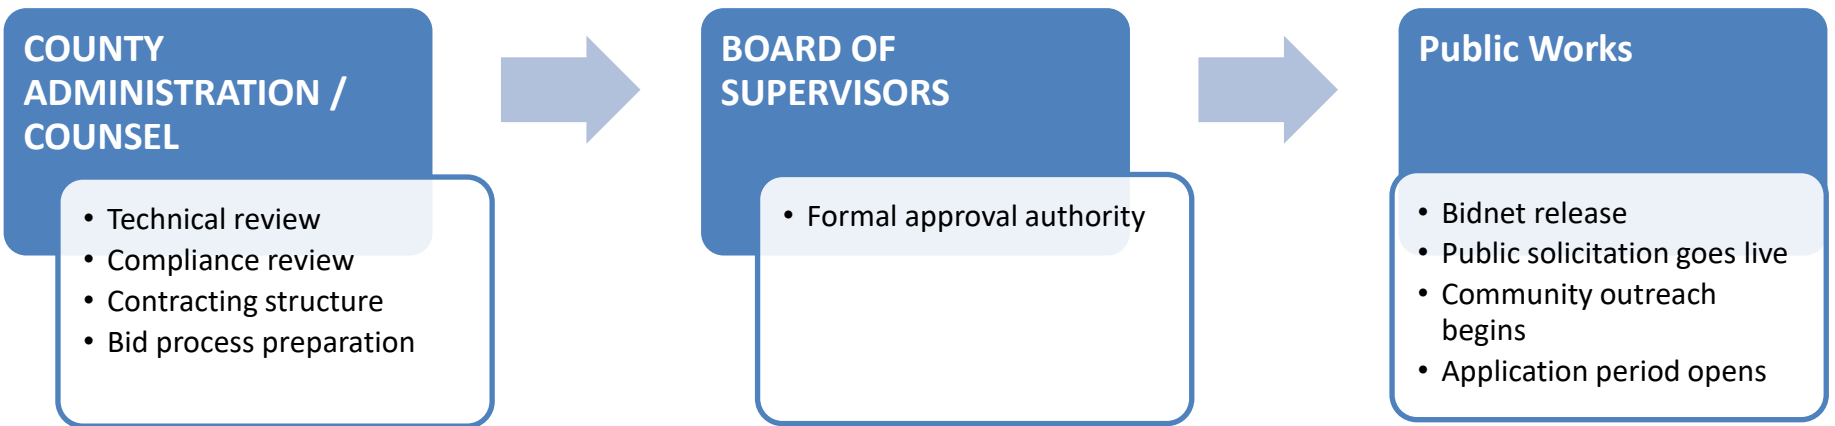 COUNTY
ADMINISTRATION /
COUNSEL
• Technical review
• Compliance review
• Contracting structure
• Bid process preparation
BOARD OF
SUPERVISORS
• Formal approval authority
Public Works
• Bidnet release
• Public solicitation goes live
• Community outreach
begins
• Application period opens